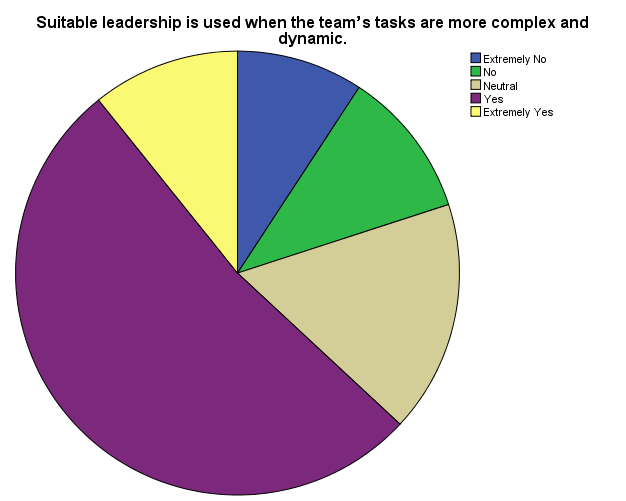 Suitable leadership is used when the team’s tasks are more complex and
dynamic.
Extremely No
No
Neutral
Yes
Extremely Yes